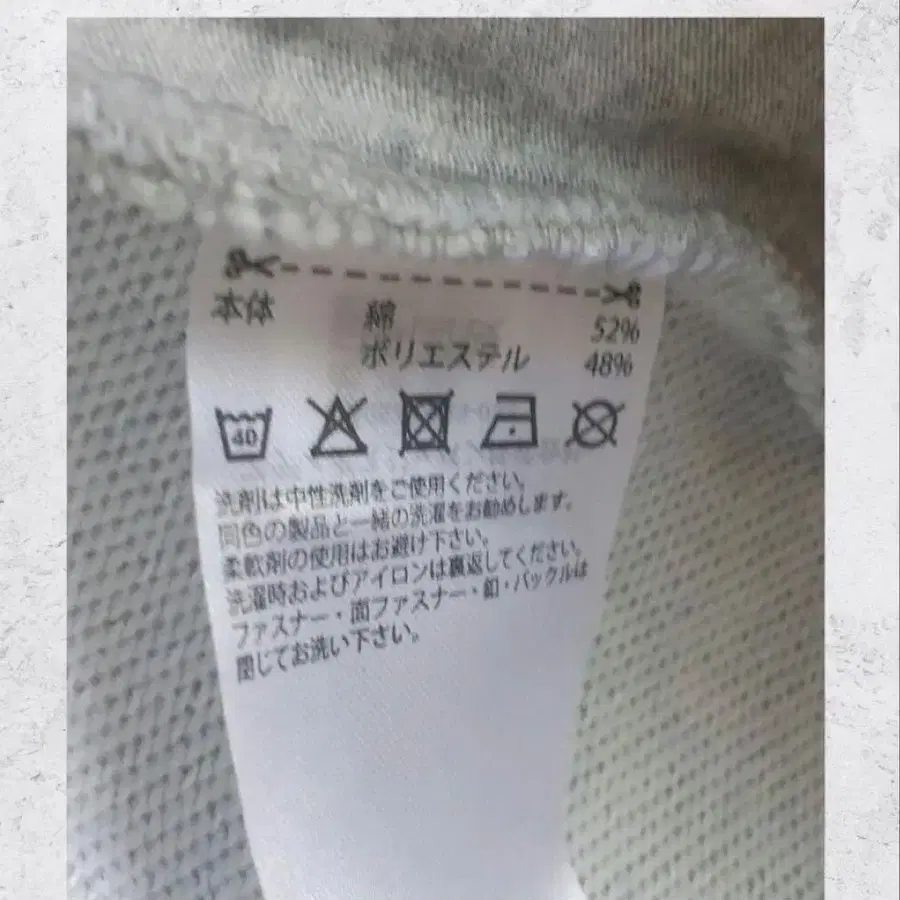 本体 綿 52%
ポリエステル 48%
40
洗剤は中性洗剤をご使用ください。
同色の製品と一緒の洗濯をお勧めします。
柔軟剤の使用はお避け下さい。
洗濯時およびアイロンは裏返してください。
ファスナー・面ファスナー・釦・バックルは
閉じてお洗い下さい。